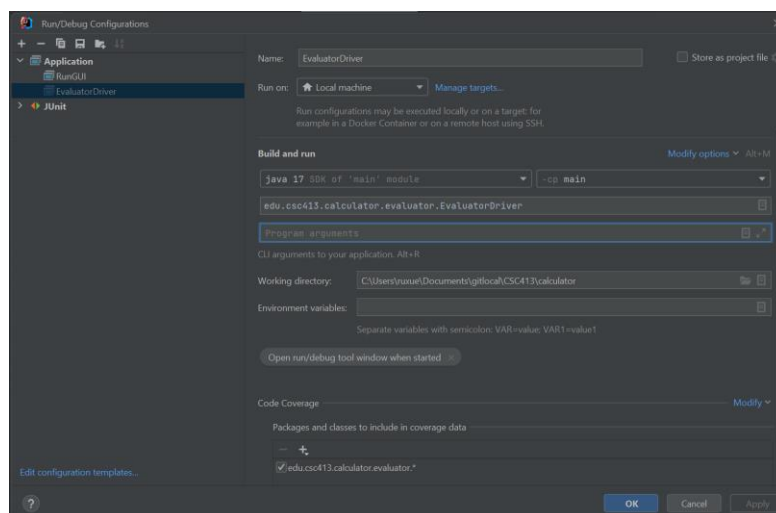 Run/Debug Configurations
Application
RunGUI
EvaluatorDriver
JUnit
Edit configuration templates...
?
Name: EvaluatorDriver Store as project file
Run on: Local machine Manage targets...
Run configurations may be executed locally or on a target: for
example in a Docker Container or on a remote host using SSH.
Build and run Modify options Alt+M
java 17 SDK of 'main' module -cp main
edu.csc413.calculator.evaluator.EvaluatorDriver
Program arguments
CLI arguments to your application. Alt+R
Working directory: C:\Users\ruxue\Documents\gitlocal\CSC413\calculator
Environment variables:
Separate variables with semicolon: VAR=value; VAR1=value1
Open run/debug tool window when started ×
Code Coverage Modify
Packages and classes to include in coverage data
edu.csc413.calculator.evaluator.*
OK Cancel Apply